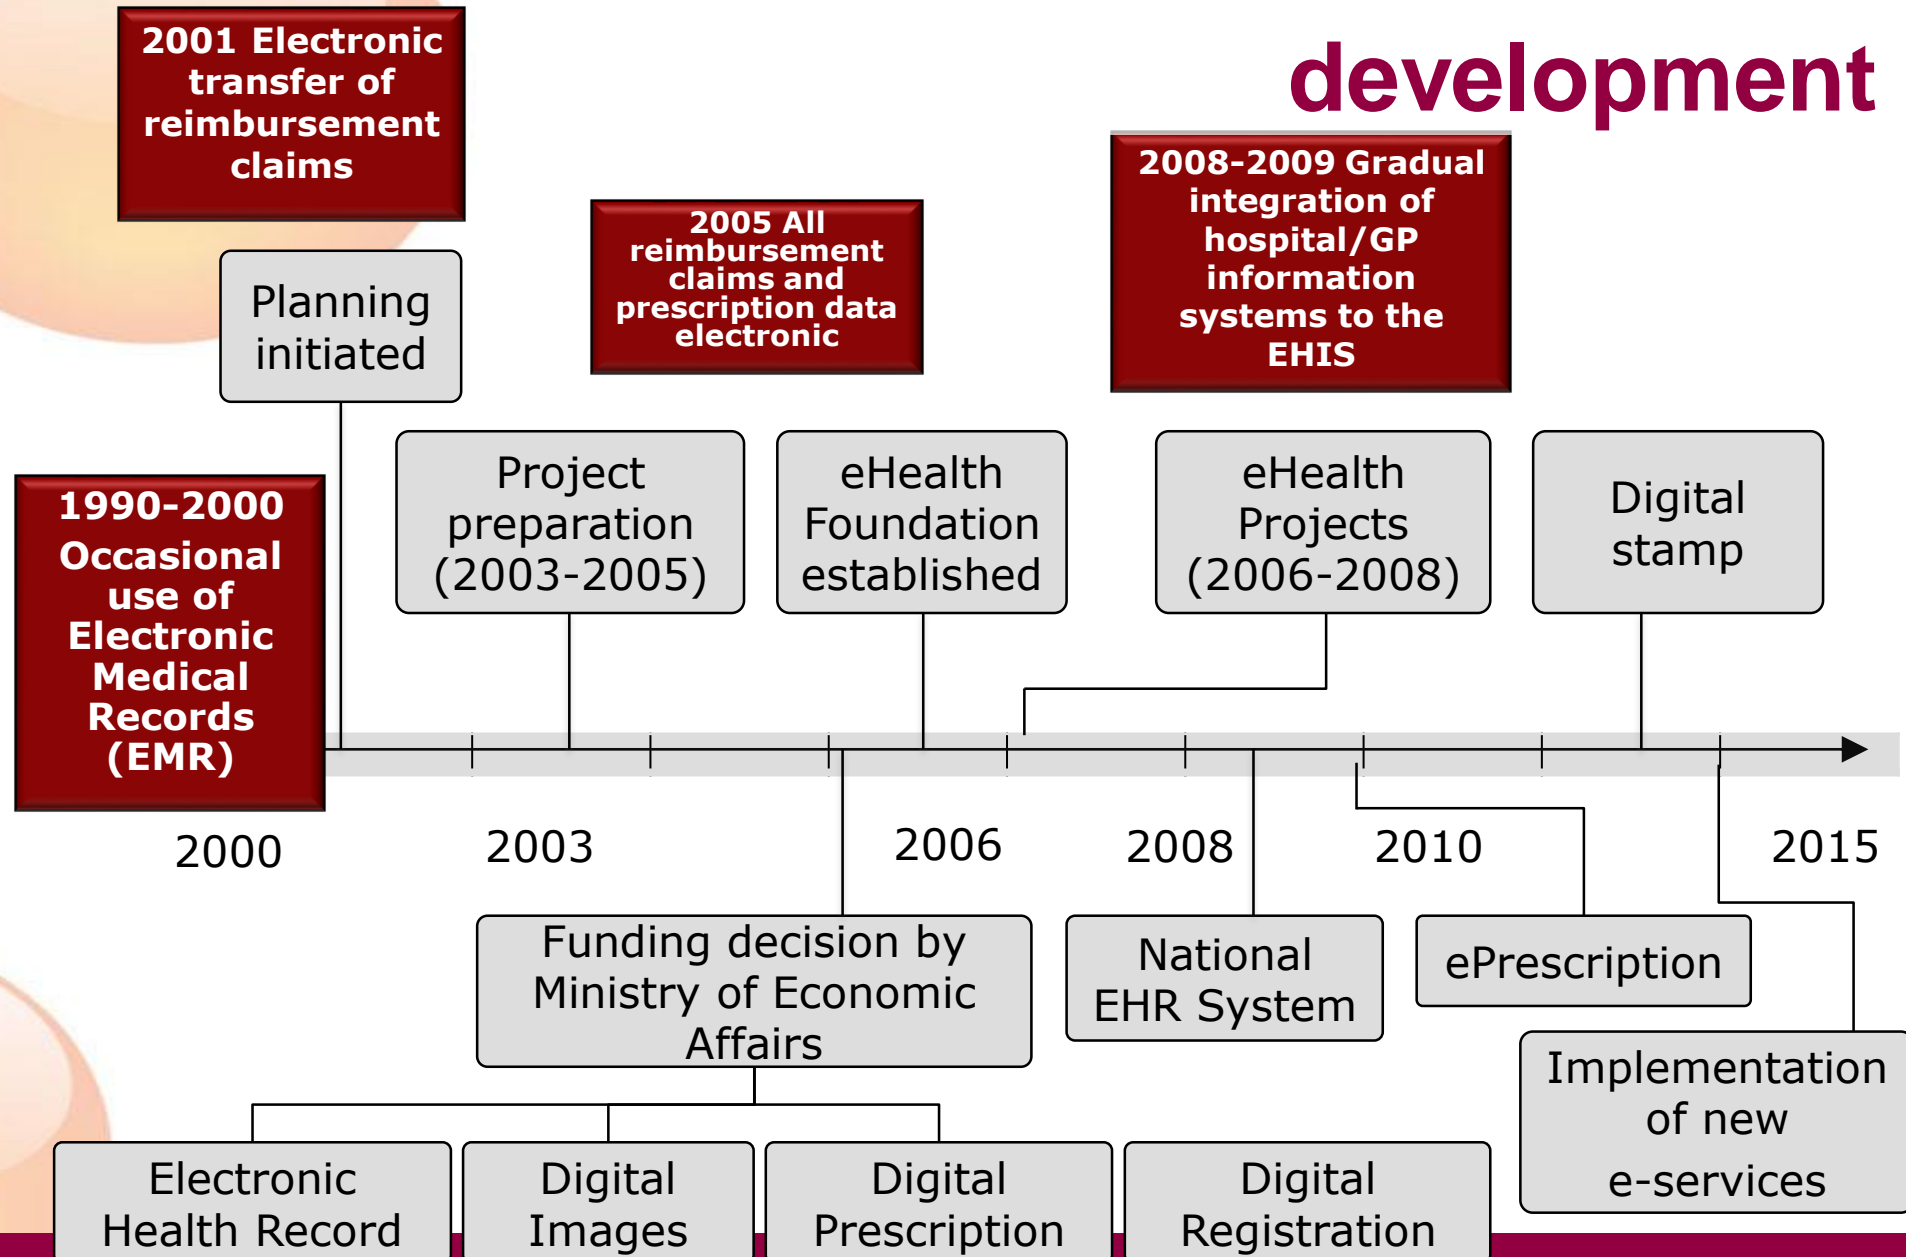 development
2001 Electronic
transfer of
reimbursement
claims
2005 All
reimbursement
claims and
prescription data
electronic
2008-2009 Gradual
integration of
hospital/GP
information
systems to the
EHIS
Planning
initiated
1990-2000
Occasional
use of
Electronic
Medical
Records
(EMR)
Project
preparation
(2003-2005)
eHealth
Foundation
established
eHealth
Projects
(2006-2008)
Digital
stamp
2000
2003
2006
2008
2010
2015
Funding decision by
Ministry of Economic
Affairs
National
EHR System
ePrescription
Implementation
of new
e-services
Electronic
Health Record
Digital
Images
Digital
Prescription
Digital
Registration